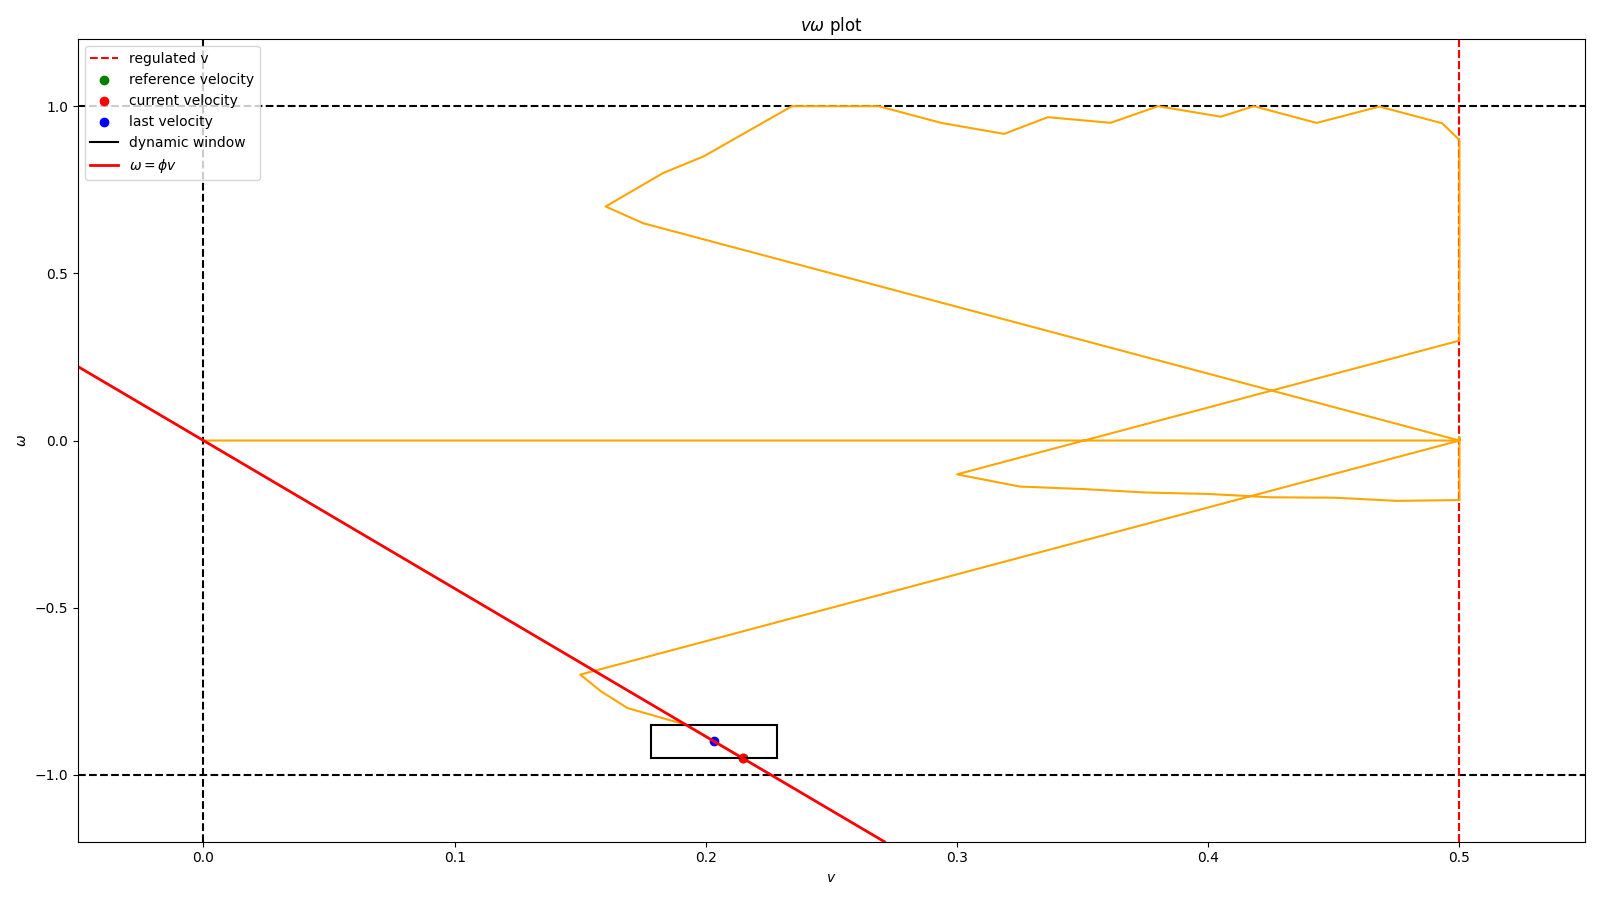 vω plot
regulated v
reference velocity
current velocity
last velocity
dynamic window
ω = ϕv
1.0
0.5
0.0
−0.5
−1.0
ω
0.0 0.1 0.2 0.3 0.4 0.5
v